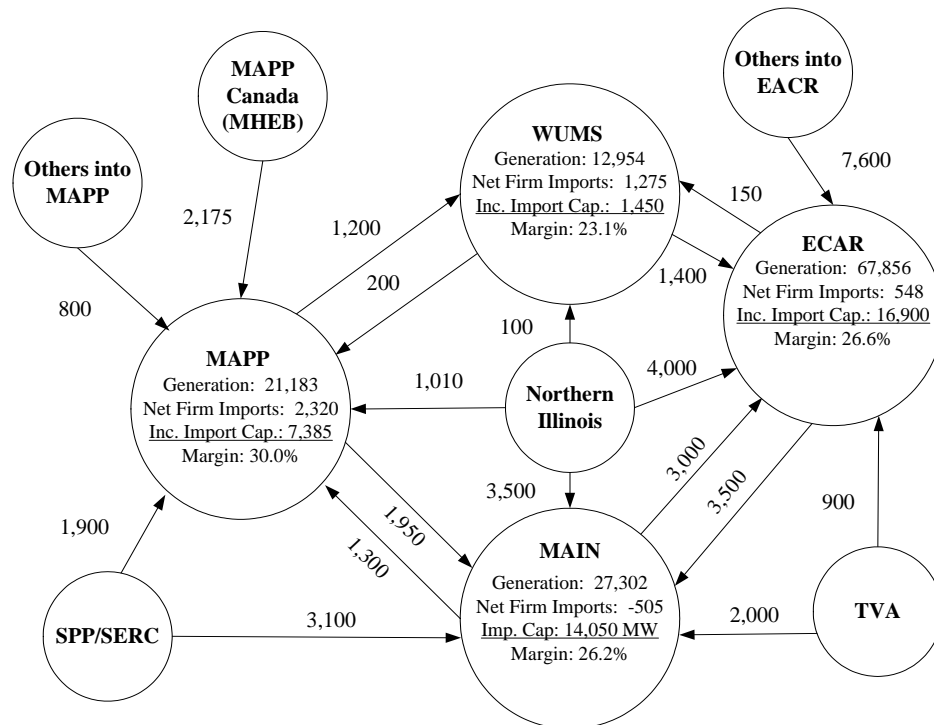 Others into
EACR
MAPP
Canada
(MHEB)
WUMS
Generation: 12,954
Net Firm Imports: 1,275
Inc. Import Cap.: 1,450
Margin: 23.1%
Others into
MAPP
7,600
150
2,175
1,200
ECAR
Generation: 67,856
Net Firm Imports: 548
Inc. Import Cap.: 16,900
Margin: 26.6%
1,400
200
800
100
MAPP
Generation: 21,183
Net Firm Imports: 2,320
Inc. Import Cap.: 7,385
Margin: 30.0%
1,010
Northern
Illinois
4,000
3,000
3,500
3,500
900
1,900
1,950
1,300
MAIN
Generation: 27,302
Net Firm Imports: -505
Imp. Cap: 14,050 MW
Margin: 26.2%
SPP/SERC
3,100
2,000
TVA